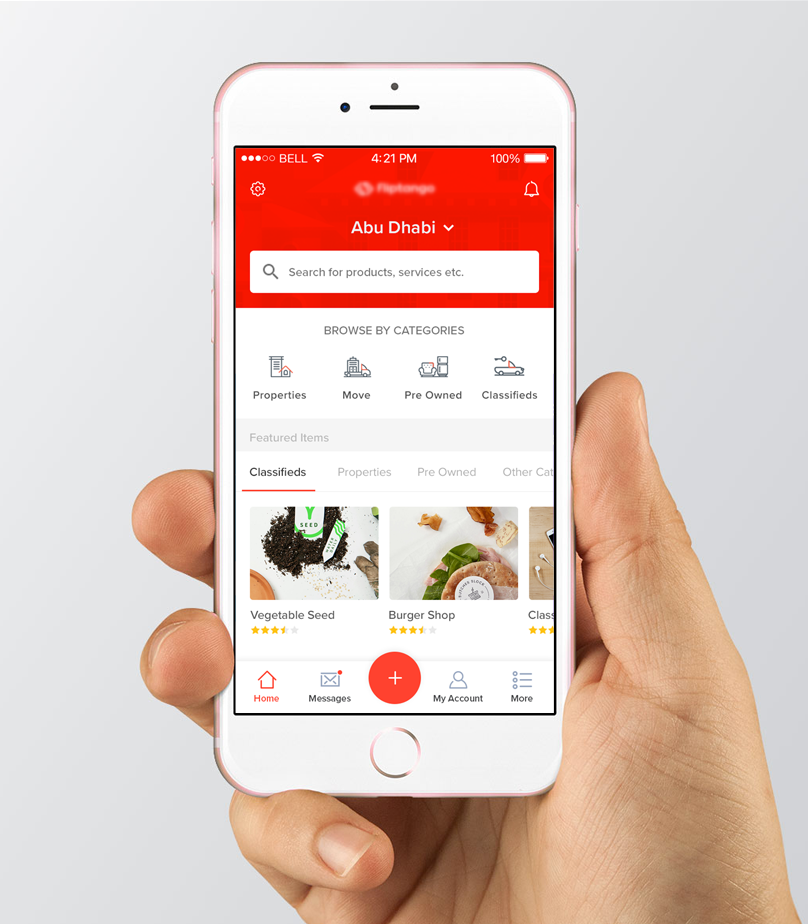 BELL 4:21 PM 100%
Abu Dhabi
Search for products, services etc.
BROWSE BY CATEGORIES
Properties Move Pre Owned Classifieds
Featured Items
Classifieds Properties Pre Owned Other Cat
SEED
Vegetable Seed Burger Shop Class
Home Messages My Account More